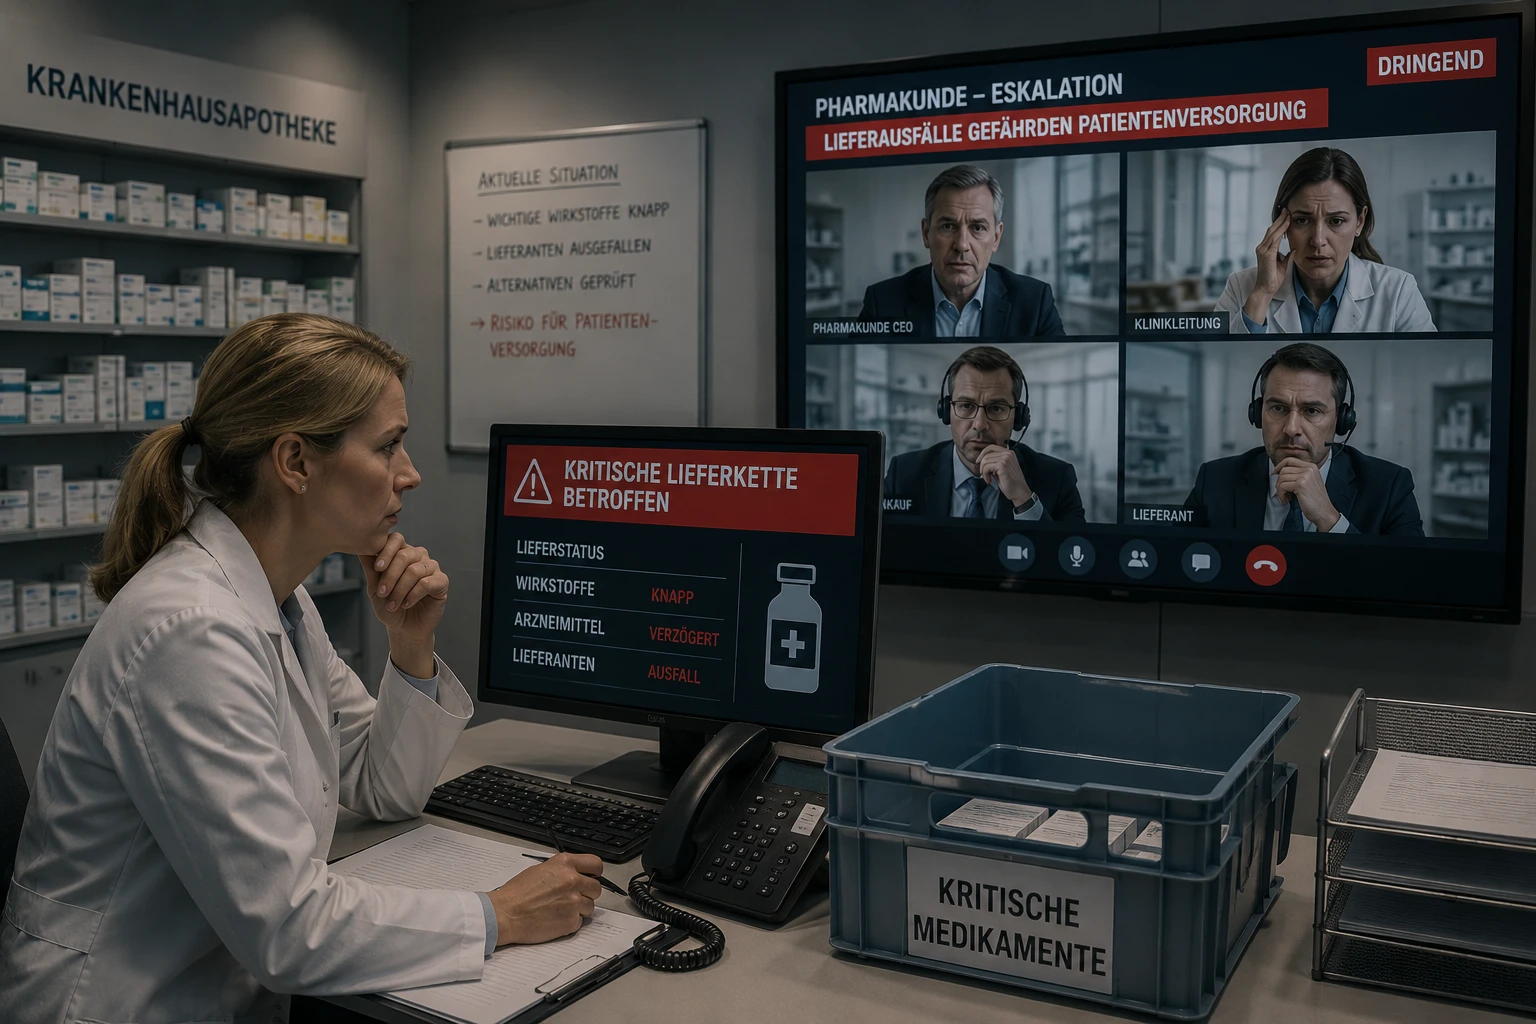 KRANKENHAUSAPOTHEKE
AKTUELLE SITUATION
- WICHTIGE WIRKSTOFFE KNAPP
- LIEFERANTEN AUSGEFALLEN
- ALTERNATIVEN GEPRÜFT
→ RISIKO FÜR PATIENTEN-
VERSORGUNG
DRINGEND
PHARMAKUNDE – ESKALATION
LIEFERAUSFÄLLE GEFÄHRDEN PATIENTENVERSORGUNG
PHARMAKUNDE CEO
KLINIKLEITUNG
NKAUF
LIEFERANT
KRITISCHE LIEFERKETTE
BETROFFEN
LIEFERSTATUS
WIRKSTOFFE KNAPP
ARZNEIMITTEL VERZÖGERT
LIEFERANTEN AUSFALL
KRITISCHE
MEDIKAMENTE